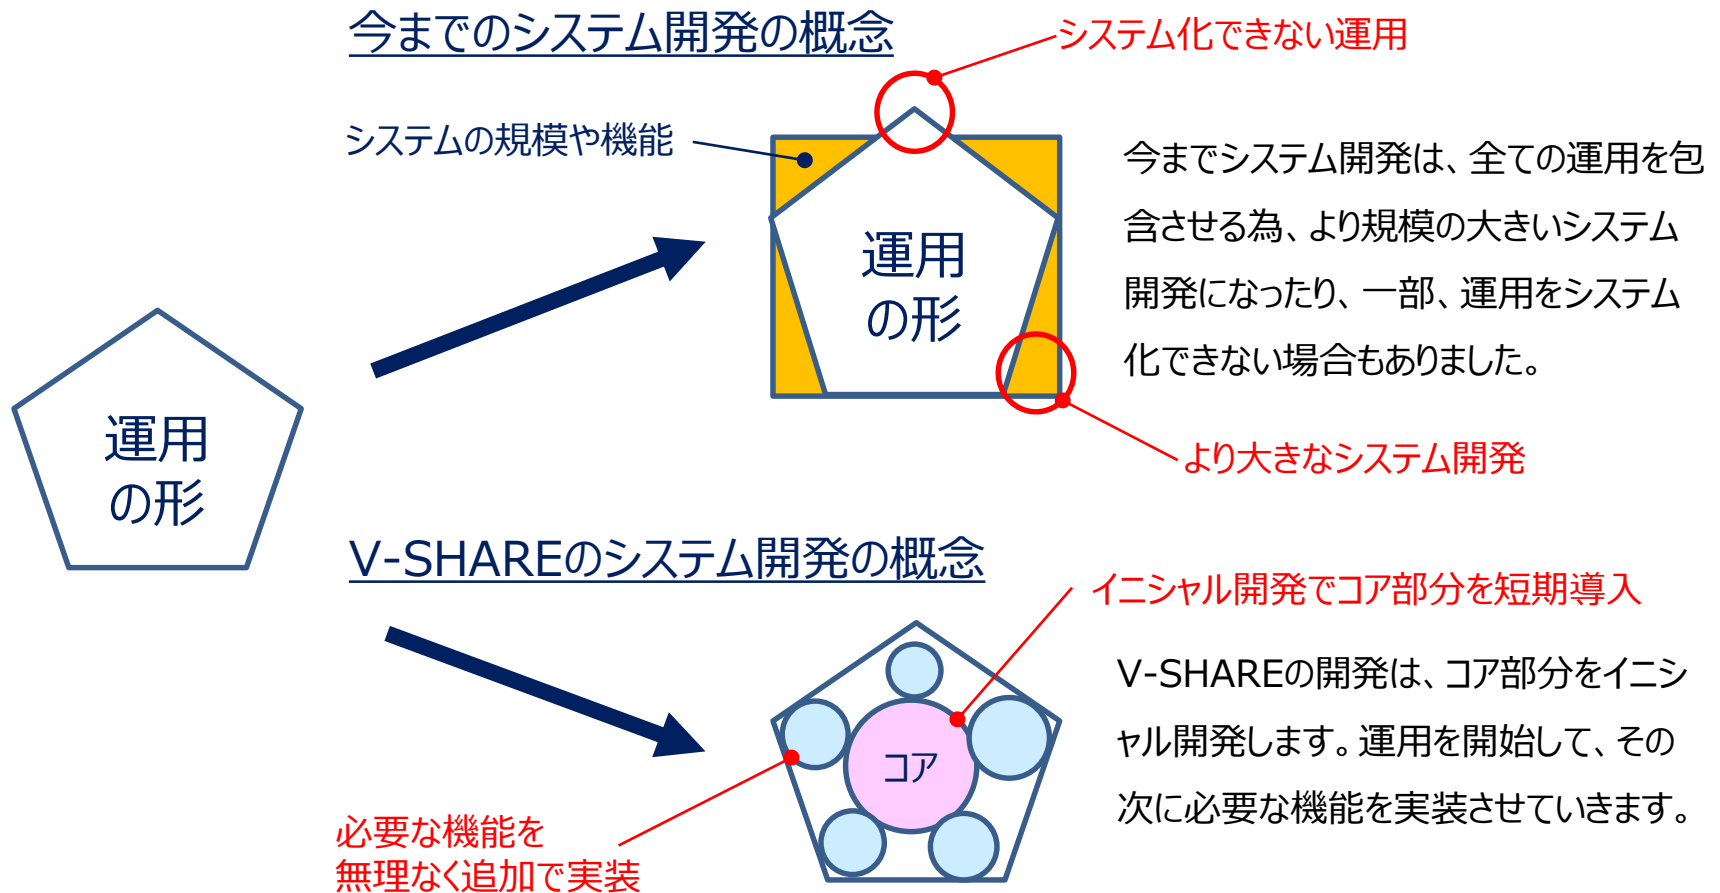 今までのシステム開発の概念
システム化できない運用
システムの規模や機能
運用
の形
今までシステム開発は、全ての運用を包
含させる為、より規模の大きいシステム
開発になったり、一部、運用をシステム
化できない場合もありました。
より大きなシステム開発
運用
の形
V-SHAREのシステム開発の概念
イニシャル開発でコア部分を短期導入
コア
V-SHAREの開発は、コア部分をイニシ
ャル開発します。運用を開始して、その
次に必要な機能を実装させていきます。
必要な機能を
無理なく追加で実装